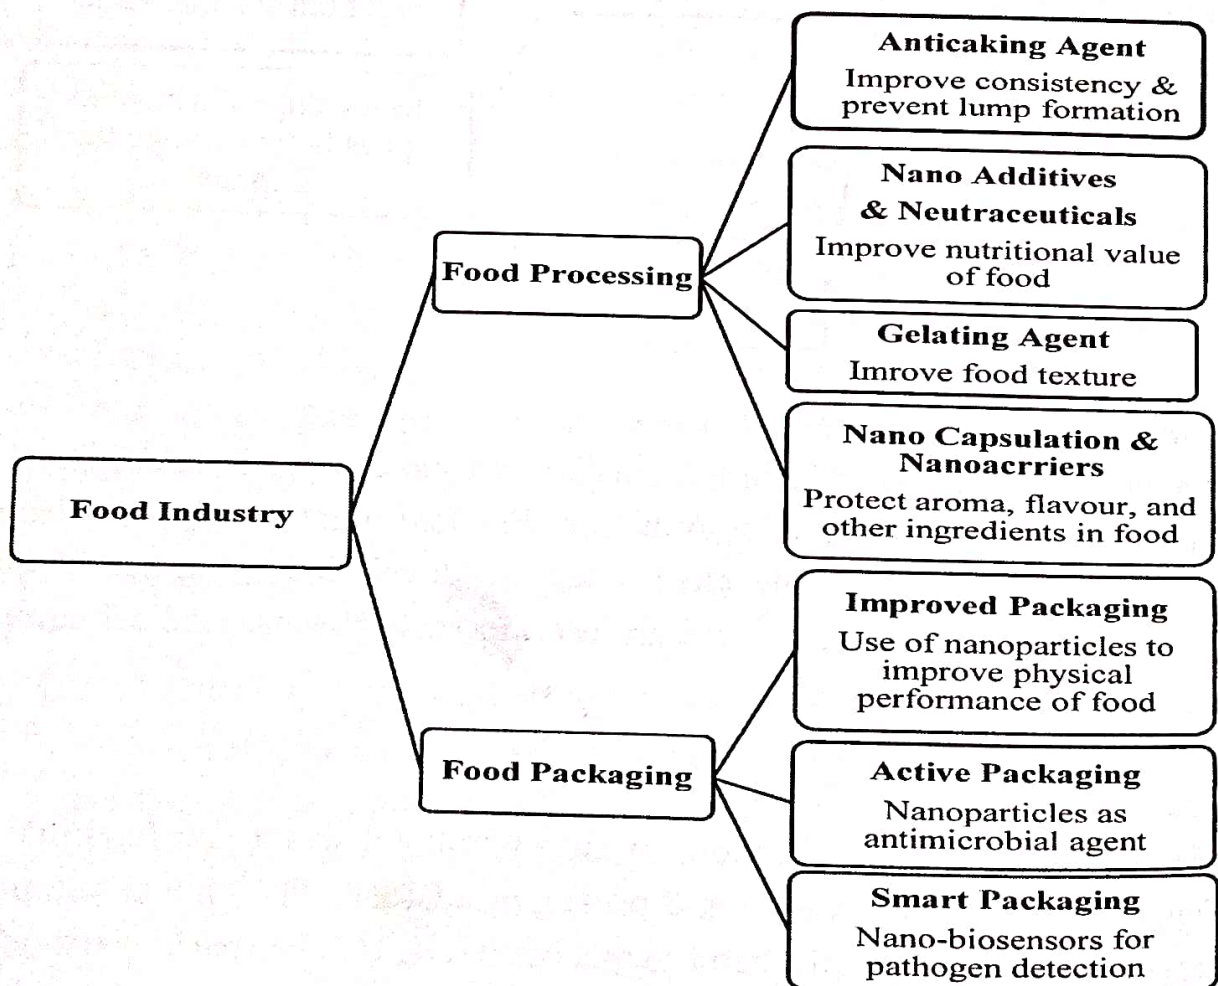 Food Industry
Food Processing
Anticaking Agent
Improve consistency &
prevent lump formation
Nano Additives
& Neutraceuticals
Improve nutritional value
of food
Gelating Agent
Imrove food texture
Nano Capsulation &
Nanoacrriers
Protect aroma, flavour, and
other ingredients in food
Food Packaging
Improved Packaging
Use of nanoparticles to
improve physical
performance of food
Active Packaging
Nanoparticles as
antimicrobial agent
Smart Packaging
Nano-biosensors for
pathogen detection